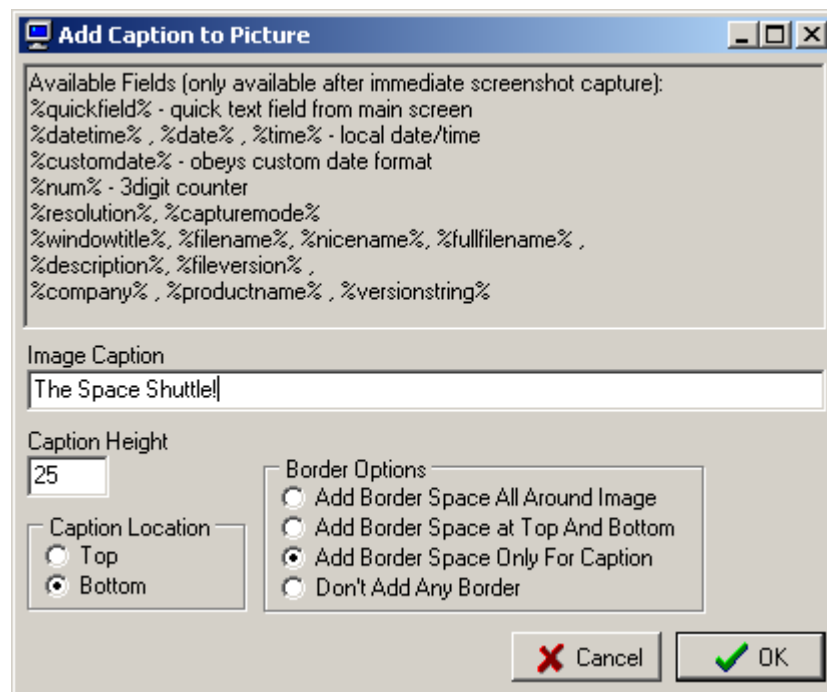 Add Caption to Picture
Available Fields (only available after immediate screenshot capture):
%quickfield% - quick text field from main screen
%datetime% , %date% , %time% - local date/time
%customdate% - obeys custom date format
%num% - 3digit counter
%resolution%, %capturemode%
%windowtitle%, %filename%, %nicename%, %fullfilename% ,
%description%, %fileversion% ,
%company% , %productname% , %versionstring%
Image Caption
The Space Shuttle!
Caption Height
25
Caption Location
Top
Bottom
Border Options
Add Border Space All Around Image
Add Border Space at Top And Bottom
Add Border Space Only For Caption
Don't Add Any Border
Cancel
OK